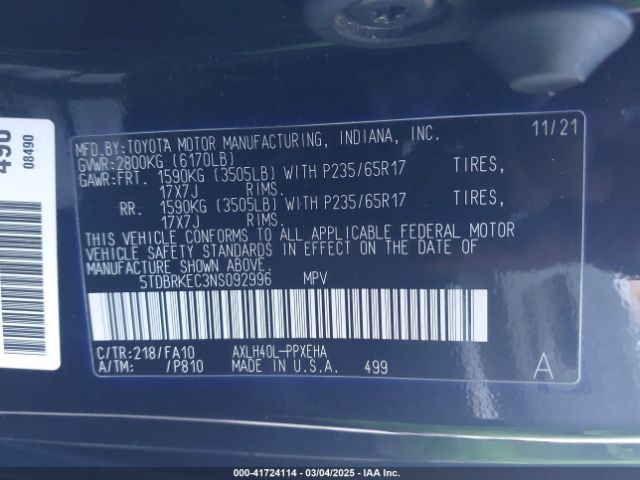 490
08490
MFD.BY:TOYOTA MOTOR MANUFACTURING, INDIANA, INC. 11/21
GVWR:2800KG (6170LB)
GAWR:FRT. 1590KG (3505LB) WITH P235/65R17 TIRES,
17X7J RIMS.
RR. 1590KG (3505LB) WITH P235/65R17 TIRES,
17X7J RIMS.
THIS VEHICLE CONFORMS TO ALL APPLICABLE FEDERAL MOTOR
VEHICLE SAFETY STANDARDS IN EFFECT ON THE DATE OF
MANUFACTURE SHOWN ABOVE.
5TDBRKEC3NS092996 MPV
C/TR:218/FA10 AXLH40L-PPXEHA
A/TM: /P810 MADE IN U.S.A. 499 A
000-41724114 — 03/04/2025 — IAA Inc.